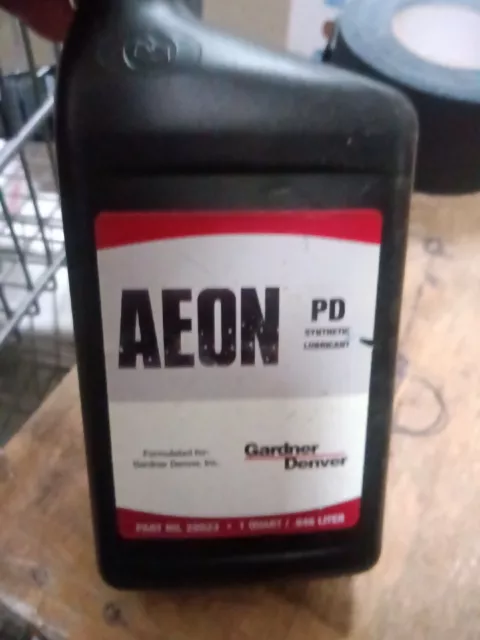 AEON
PD
SYNTHETIC
LUBRICANT
Formulated for:
Gardner Denver, Inc.
Gardner
Denver
PART NO. 28G23 • 1 QUART / .946 LITER